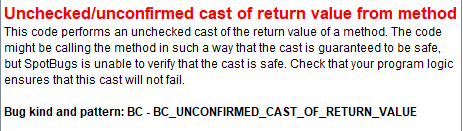 Unchecked/unconfirmed cast of return value from method
This code performs an unchecked cast of the return value of a method. The code
might be calling the method in such a way that the cast is guaranteed to be safe,
but SpotBugs is unable to verify that the cast is safe. Check that your program logic
ensures that this cast will not fail.
Bug kind and pattern: BC - BC_UNCONFIRMED_CAST_OF_RETURN_VALUE